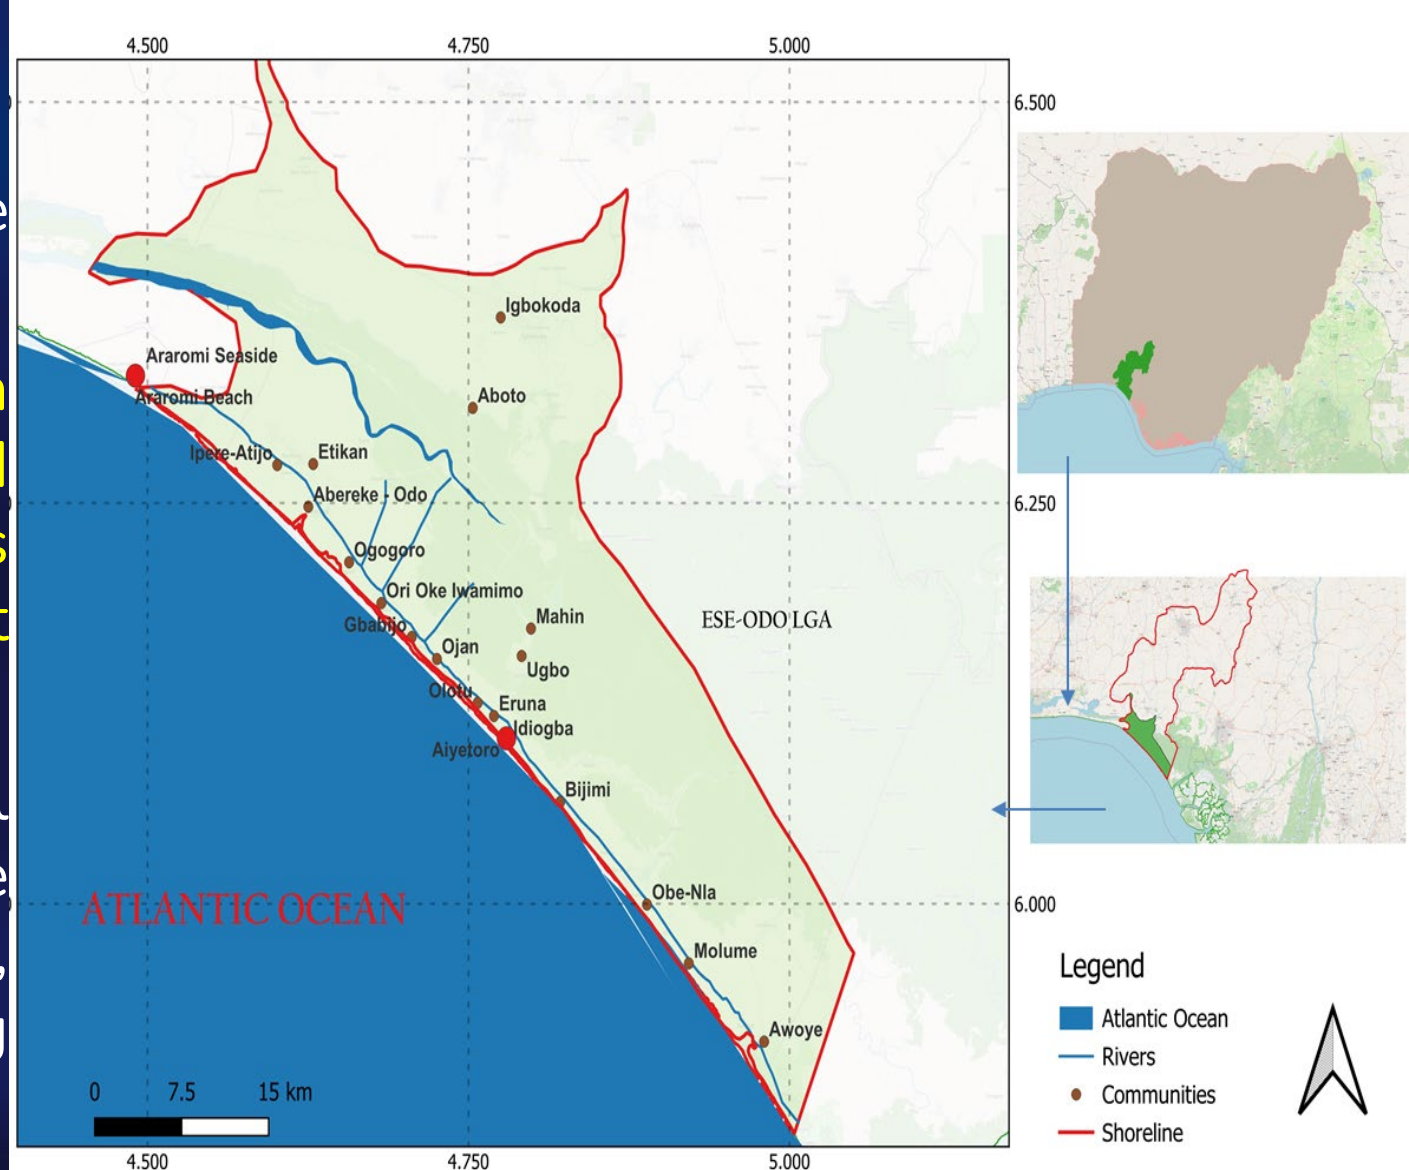 4.500 4.750 5.000
6.500
Igbokoda
Araromi Seaside
Araromi Beach
Aboto
Ipere-Atijo
Etikan
Abereke - Odo
6.250
Ogogoro
Ori Oke Iwamimo
Gbabijo
Mahin
ESE-ODO LGA
Ojan
Ugbo
Olotu
Eruna
Idiogba
Aiyetoro
Bijimi
Obe-Nla
ATLANTIC OCEAN
6.000
Molume
Awoye
0 7.5 15 km
4.500 4.750 5.000
Legend
Atlantic Ocean
Rivers
Communities
Shoreline